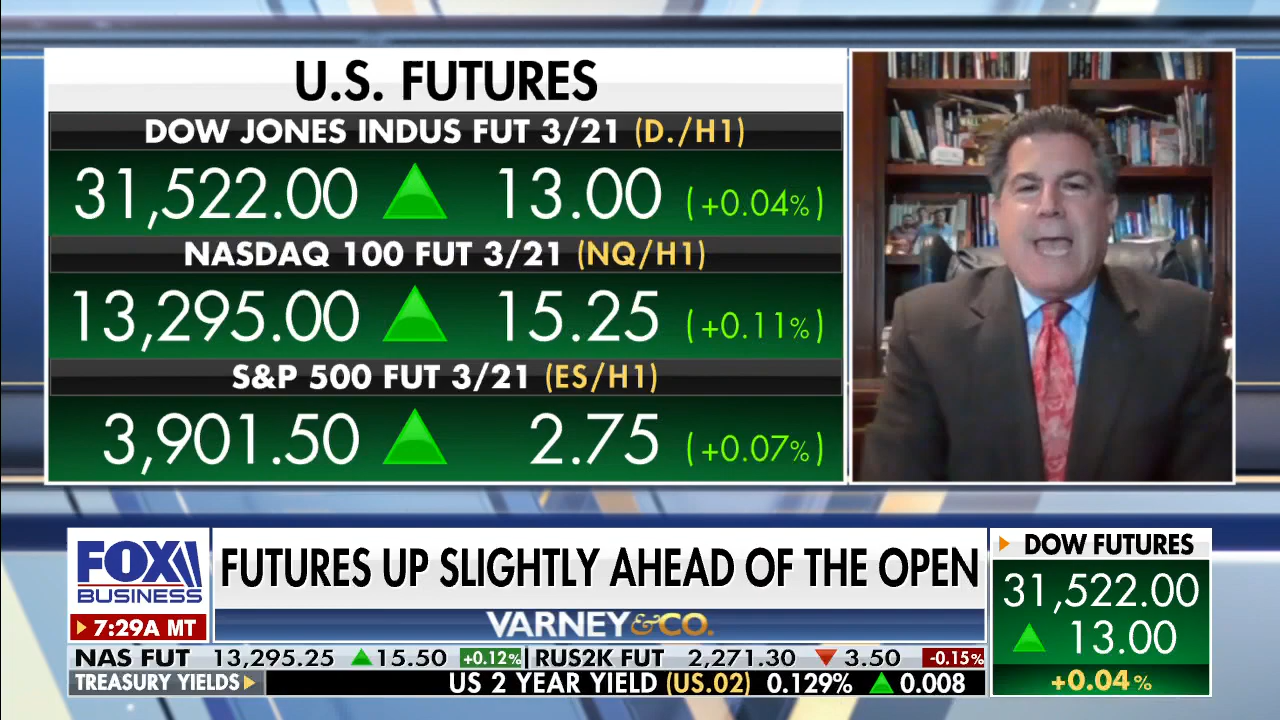 U.S. FUTURES
DOW JONES INDUS FUT 3/21 (D./H1)
31,522.00 ▲ 13.00 (+0.04%)
NASDAQ 100 FUT 3/21 (NQ/H1)
13,295.00 ▲ 15.25 (+0.11%)
S&P 500 FUT 3/21 (ES/H1)
3,901.50 ▲ 2.75 (+0.07%)
FOX
BUSINESS
7:29A MT
FUTURES UP SLIGHTLY AHEAD OF THE OPEN
VARNEY &CO.
DOW FUTURES
31,522.00
▲ 13.00
+0.04%
NAS FUT 13,295.25 ▲15.50 +0.12% RUS2K FUT 2,271.30 ▼ 3.50 -0.15%
TREASURY YIELDS US 2 YEAR YIELD (US.02) 0.129% ▲ 0.008